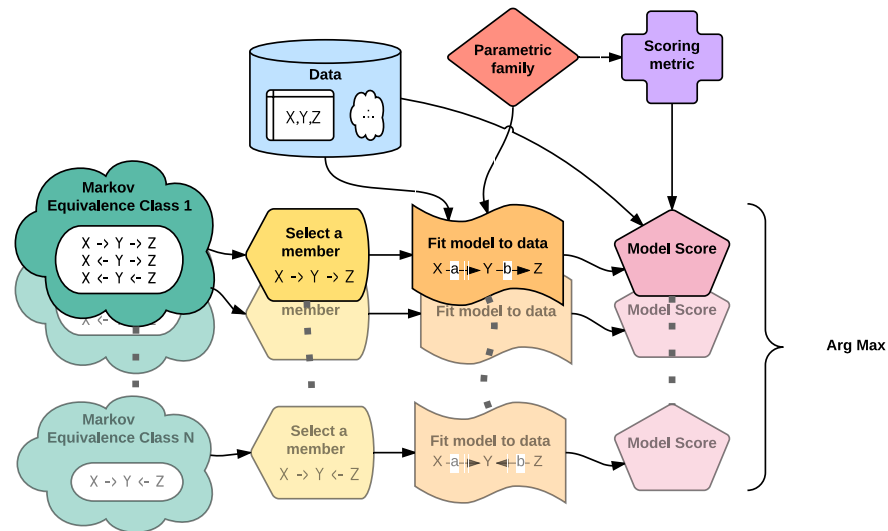 Parametric
family
Scoring
metric
Data
X,Y,Z
Markov
Equivalence Class 1
X -> Y -> Z
X <- Y -> Z
X <- Y <- Z
Select a
member
X -> Y -> Z
Fit model to data
X a Y b Z
Model Score
member
Fit model to data
Model Score
Arg Max
Markov
Equivalence Class N
X -> Y <- Z
Select a
member
X -> Y <- Z
Fit model to data
X a Y b Z
Model Score